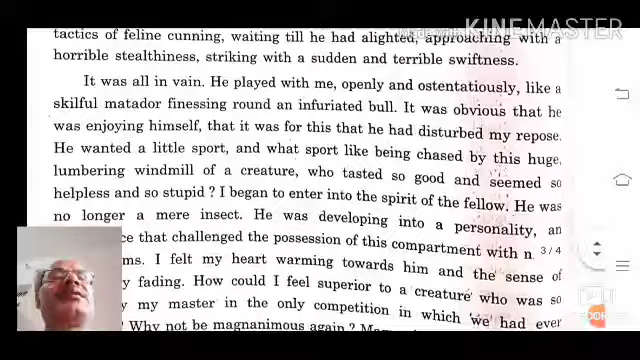 tactics of feline cunning, waiting till he had alighted, approaching with a
Made with KINEMASTER
horrible stealthiness, striking with a sudden and terrible swiftness.
It was all in vain. He played with me, openly and ostentatiously, like a
skilful matador finessing round an infuriated bull. It was obvious that he
was enjoying himself, that it was for this that he had disturbed my repose.
He wanted a little sport, and what sport like being chased by this huge,
lumbering windmill of a creature, who tasted so good and seemed so
helpless and so stupid ? I began to enter into the spirit of the fellow. He was
no longer a mere insect. He was developing into a personality, an
ce that challenged the possession of this compartment with n
3/4
ms. I felt my heart warming towards him and the sense of
y fading. How could I feel superior to a creature who was so
y my master in the only competition in which we had ever
? Why not be magnanimous again ?